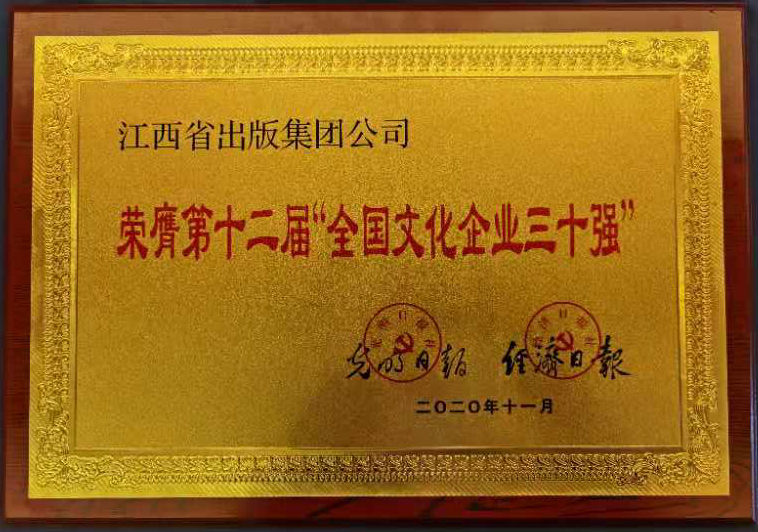 江西省出版集团公司
荣膺第十二届“全国文化企业三十强”
光明日报 经济日報
二〇二〇年十一月